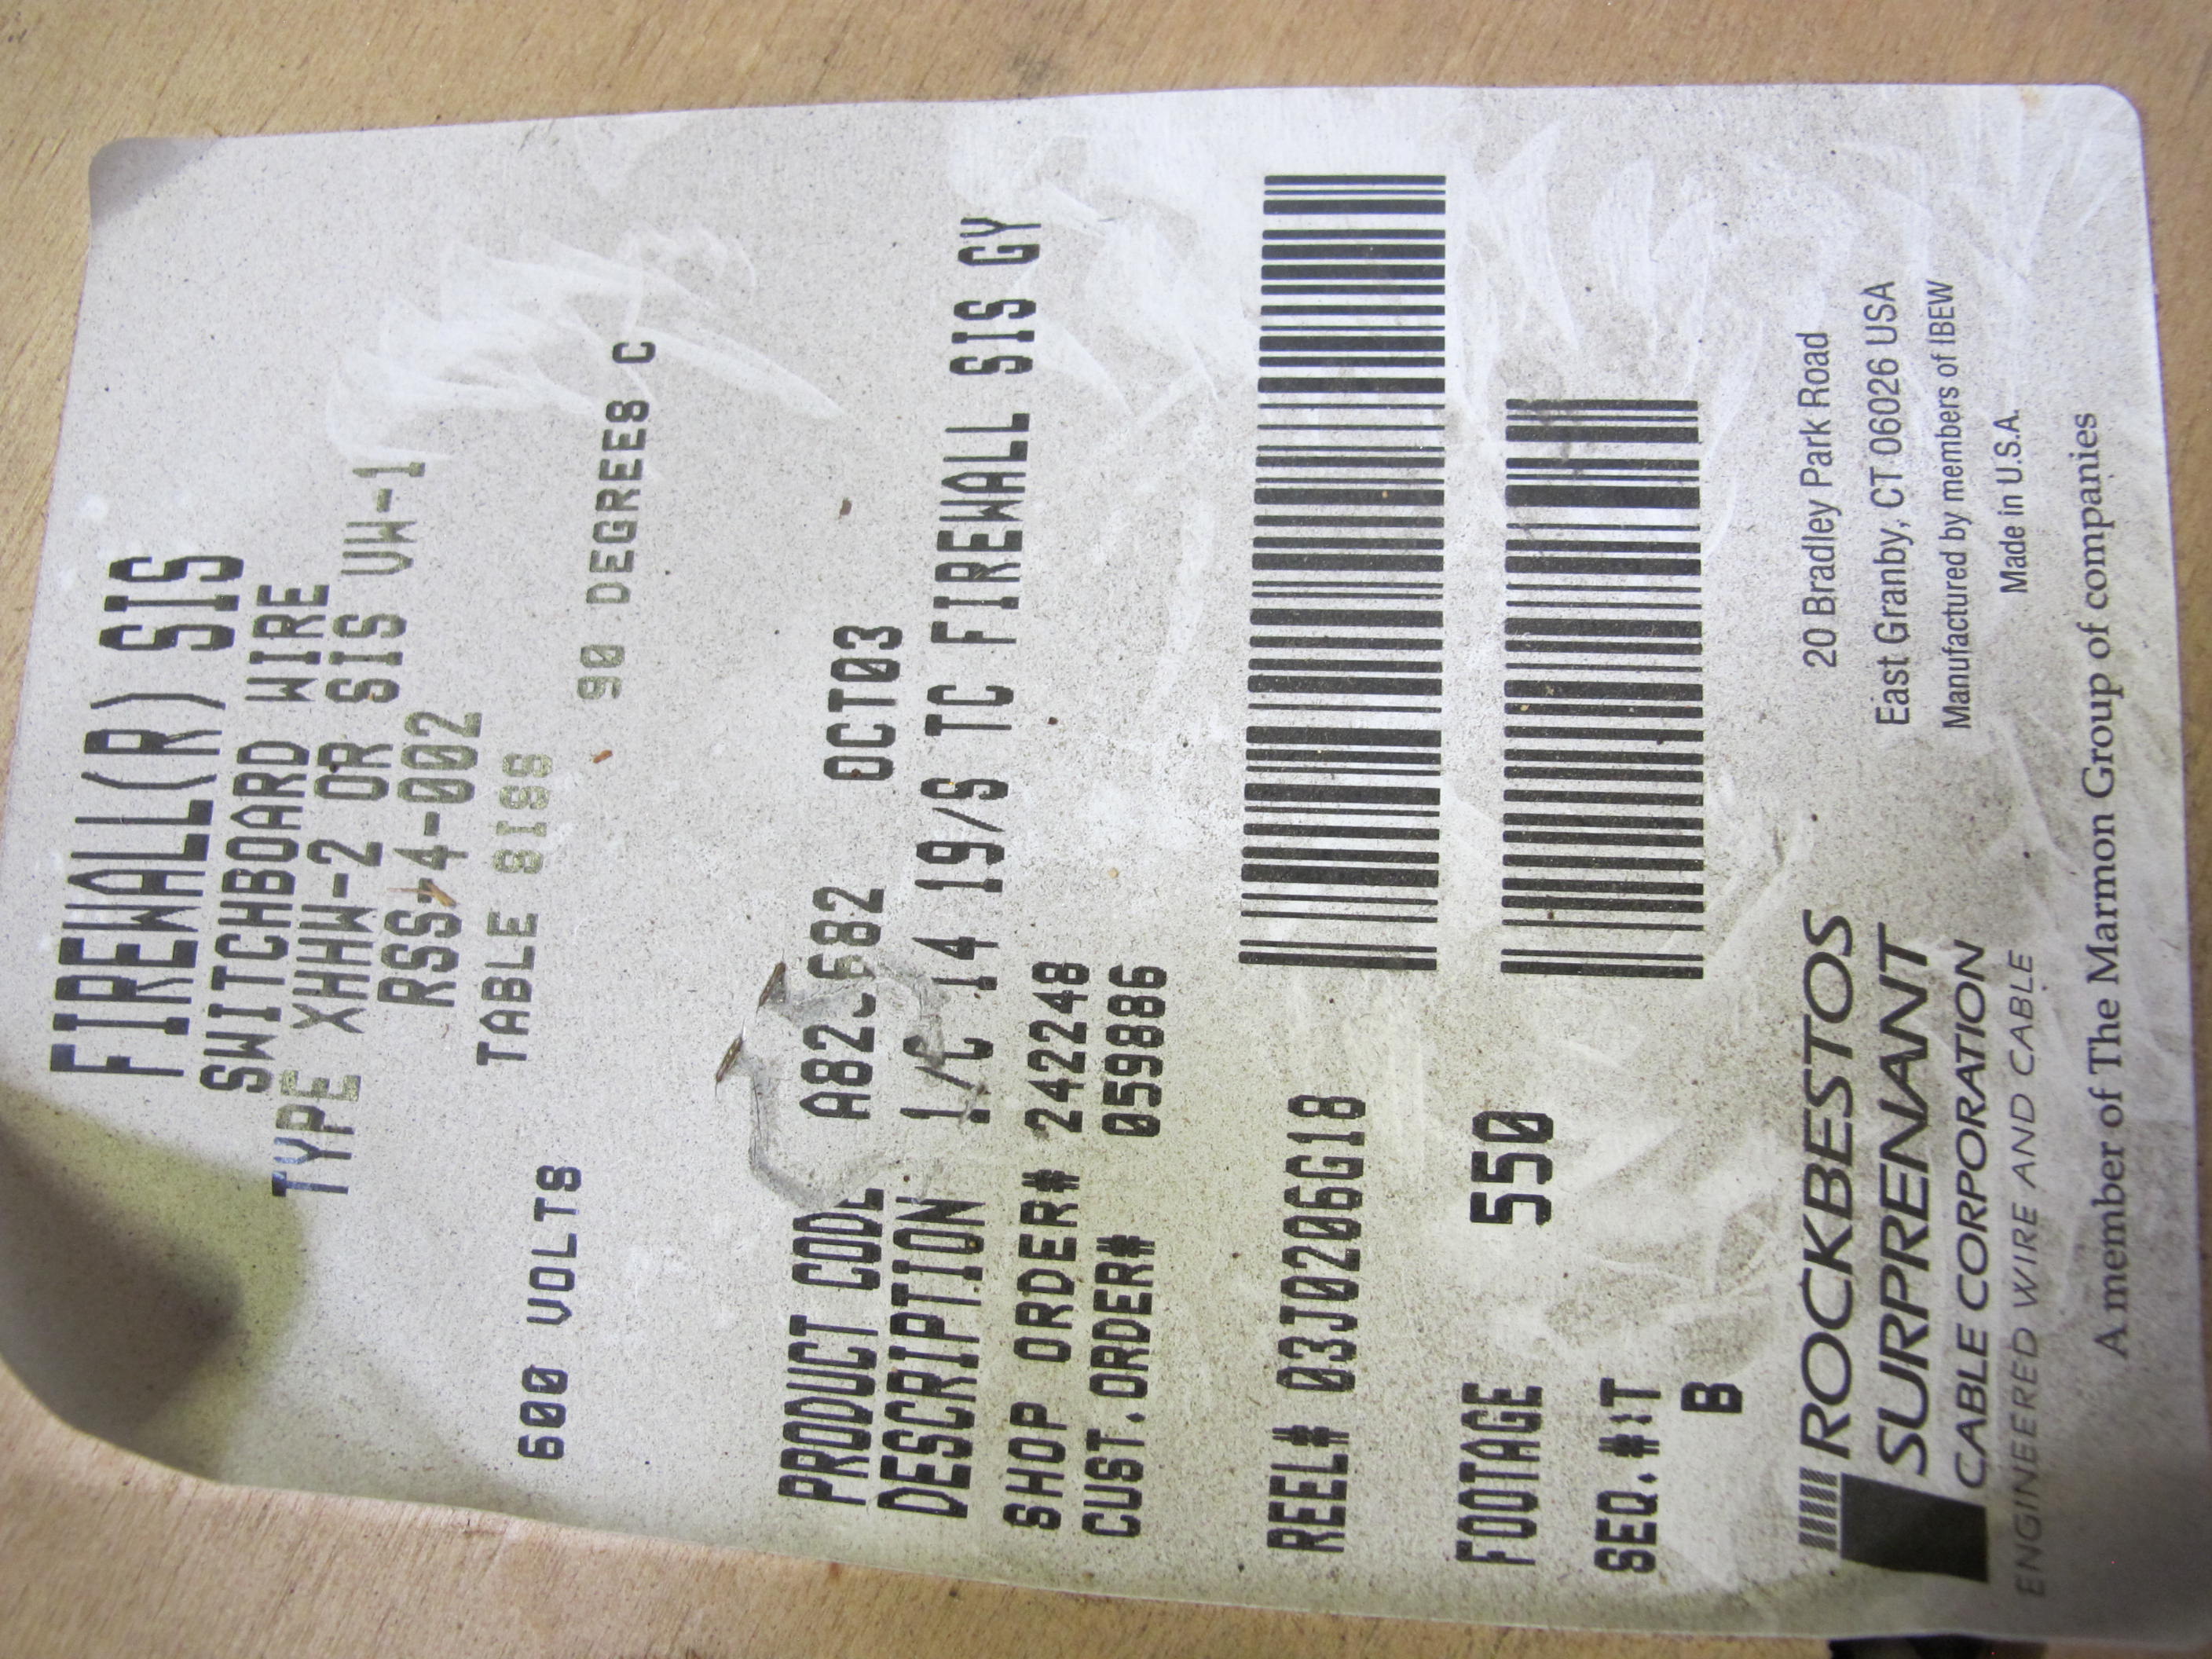 FIREWALL(R) SIS
SWITCHBOARD WIRE
TYPE XHHW-2 OR SIS VW-1
RSS-4-002
TABLE SISS
600 VOLTS 90 DEGREES C
PRODUCT CODE OCT03
DESCRIPTION 1/C 14 19/S TC FIREWALL SIS GY
SHOP ORDER# 242248
CUST.ORDER# 059886
REEL# 03J0206G18
FOOTAGE 550
SEQ.#:T
B
ROCKBESTOS
SURPRENANT
CABLE CORPORATION
ENGINEERED WIRE AND CABLE
20 Bradley Park Road
East Granby, CT 06026 USA
Manufactured by members of IBEW
Made in U.S.A.
A member of The Marmon Group of companies